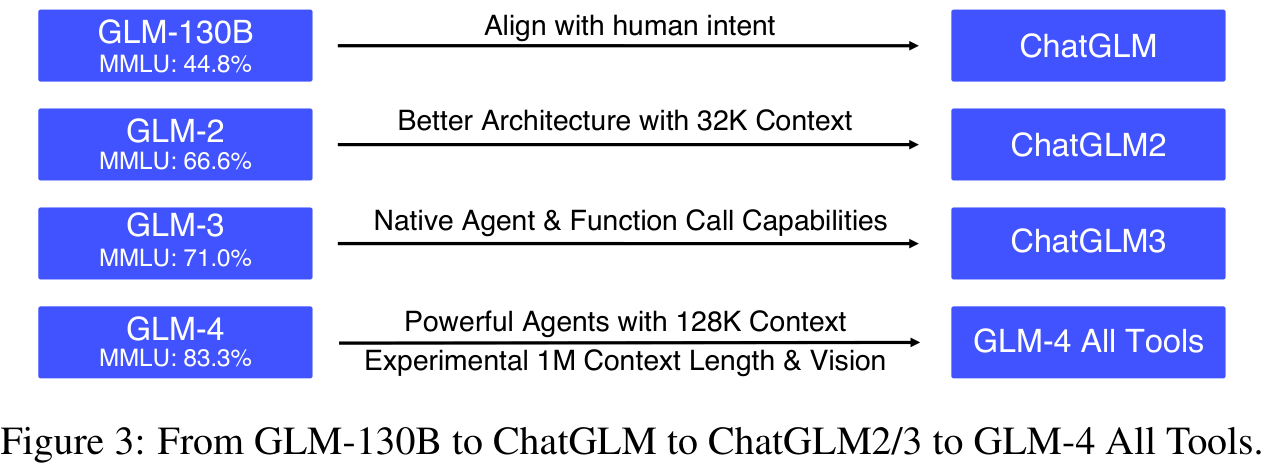 GLM-130B
MMLU: 44.8%
Align with human intent
ChatGLM
GLM-2
MMLU: 66.6%
Better Architecture with 32K Context
ChatGLM2
GLM-3
MMLU: 71.0%
Native Agent & Function Call Capabilities
ChatGLM3
GLM-4
MMLU: 83.3%
Powerful Agents with 128K Context
Experimental 1M Context Length & Vision
GLM-4 All Tools
Figure 3: From GLM-130B to ChatGLM to ChatGLM2/3 to GLM-4 All Tools.